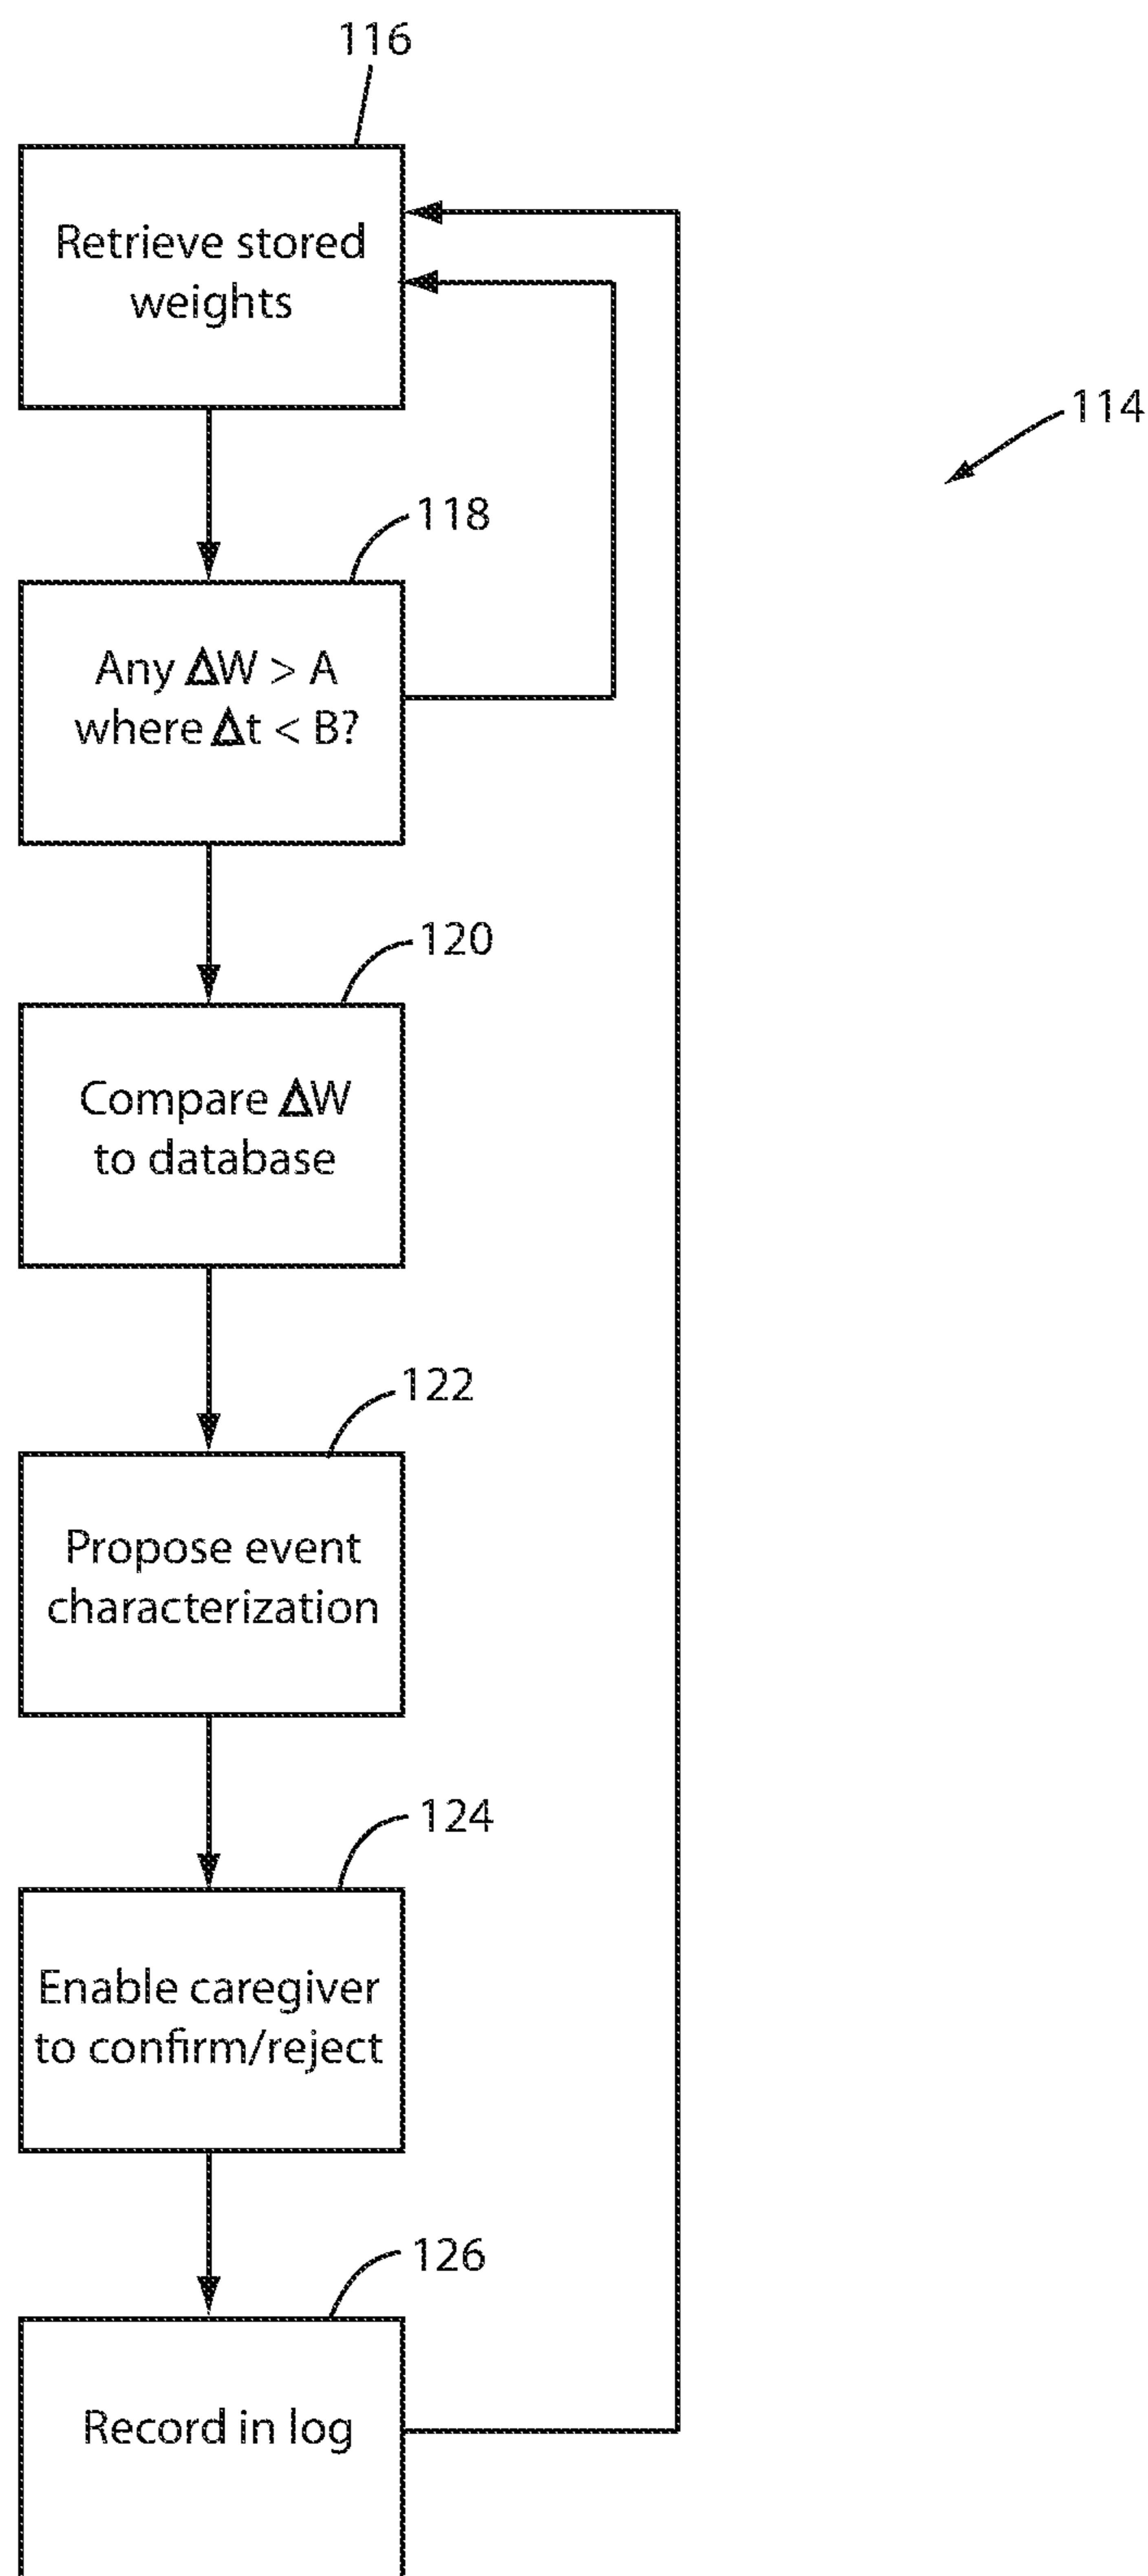 116
Retrieve stored
weights
114
118
Any ΔW > A
where Δt < B?
120
Compare ΔW
to database
122
Propose event
characterization
124
Enable caregiver
to confirm/reject
126
Record in log